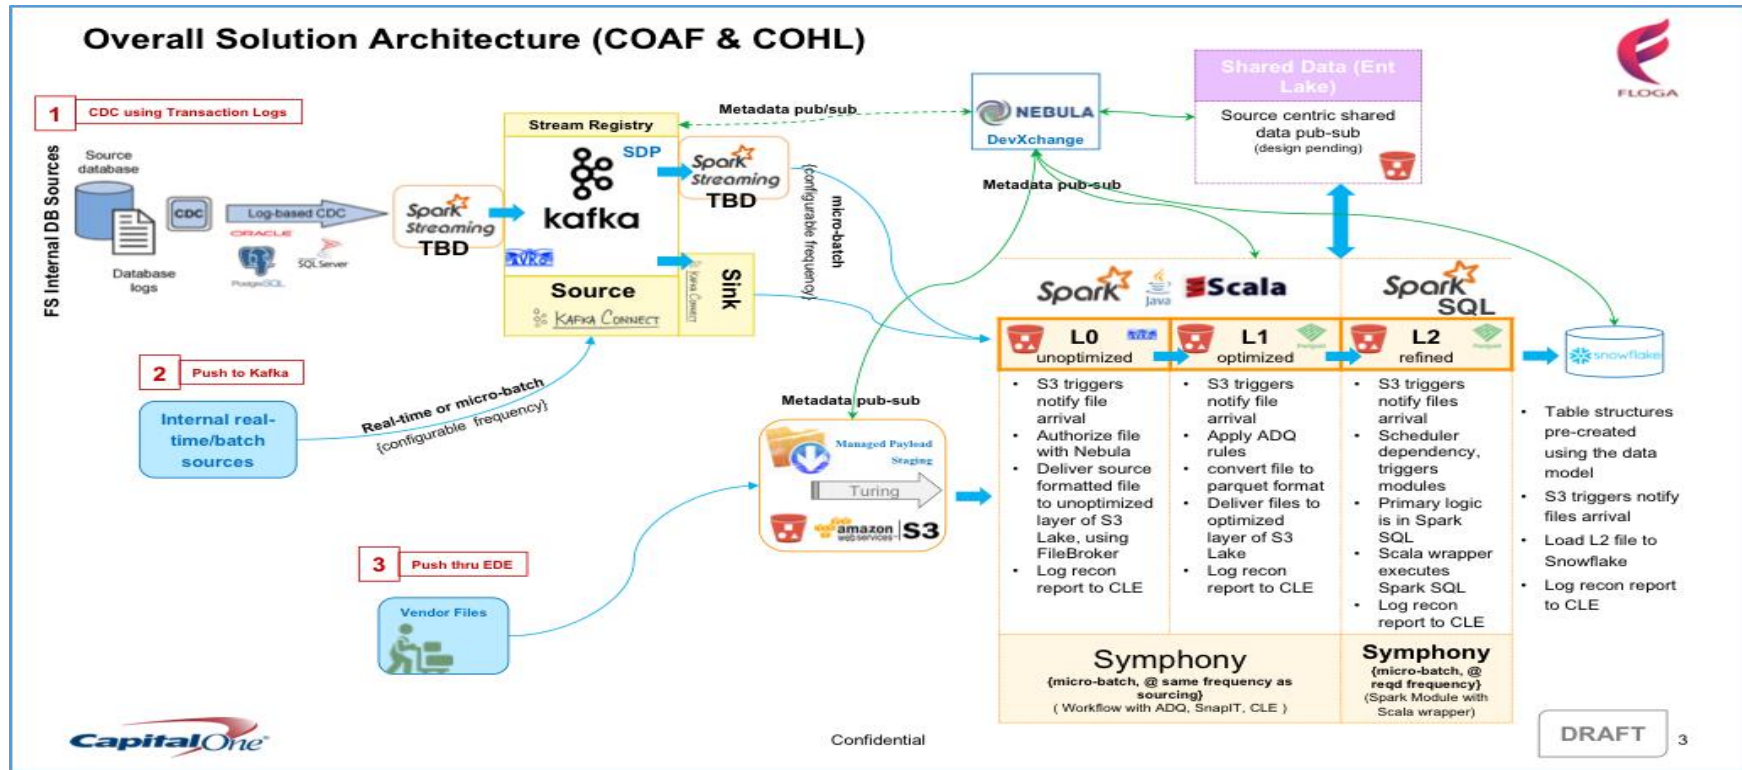 Overall Solution Architecture (COAF & COHL)
FLOGA
1
CDC using Transaction Logs
FS Internal DB Sources
Source
database
CDC
Log-based CDC
ORACLE
PostgreSQL
SQL Server
Database
logs
Spark
Streaming
TBD
Stream Registry
SDP
kafka
AVRO
Source
KAFKA CONNECT
Sink
KAFKA CONNECT
Spark
Streaming
TBD
Metadata pub/sub
NEBULA
DevXchange
Metadata pub-sub
Shared Data (Ent
Lake)
Source centric shared
data pub-sub
(design pending)
micro-batch
{configurable frequency}
2
Push to Kafka
Internal real-
time/batch
sources
Real-time or micro-batch
{configurable frequency}
3
Push thru EDE
Vendor Files
Metadata pub-sub
Managed Payload
Staging
Turing
amazon
web services
S3
Spark
Java
Scala
Spark
SQL
L0
unoptimized
AVRO
L1
optimized
Parquet
L2
refined
Parquet
snowflake
• S3 triggers
notify file
arrival
• Authorize file
with Nebula
• Deliver source
formatted file
to unoptimized
layer of S3
Lake, using
FileBroker
• Log recon
report to CLE
• S3 triggers
notify file
arrival
• Apply ADQ
rules
• convert file to
parquet format
• Deliver files to
optimized
layer of S3
Lake
• Log recon
report to CLE
• S3 triggers
notify files
arrival
• Scheduler
dependency,
triggers
modules
• Primary logic
is in Spark
SQL
• Scala wrapper
executes
Spark SQL
• Log recon
report to CLE
• Table structures
pre-created
using the data
model
• S3 triggers notify
files arrival
• Load L2 file to
Snowflake
• Log recon report
to CLE
Symphony
{micro-batch, @ same frequency as
sourcing}
( Workflow with ADQ, SnapIT, CLE )
Symphony
{micro-batch, @
reqd frequency}
(Spark Module with
Scala wrapper)
CapitalOne
Confidential
DRAFT
3